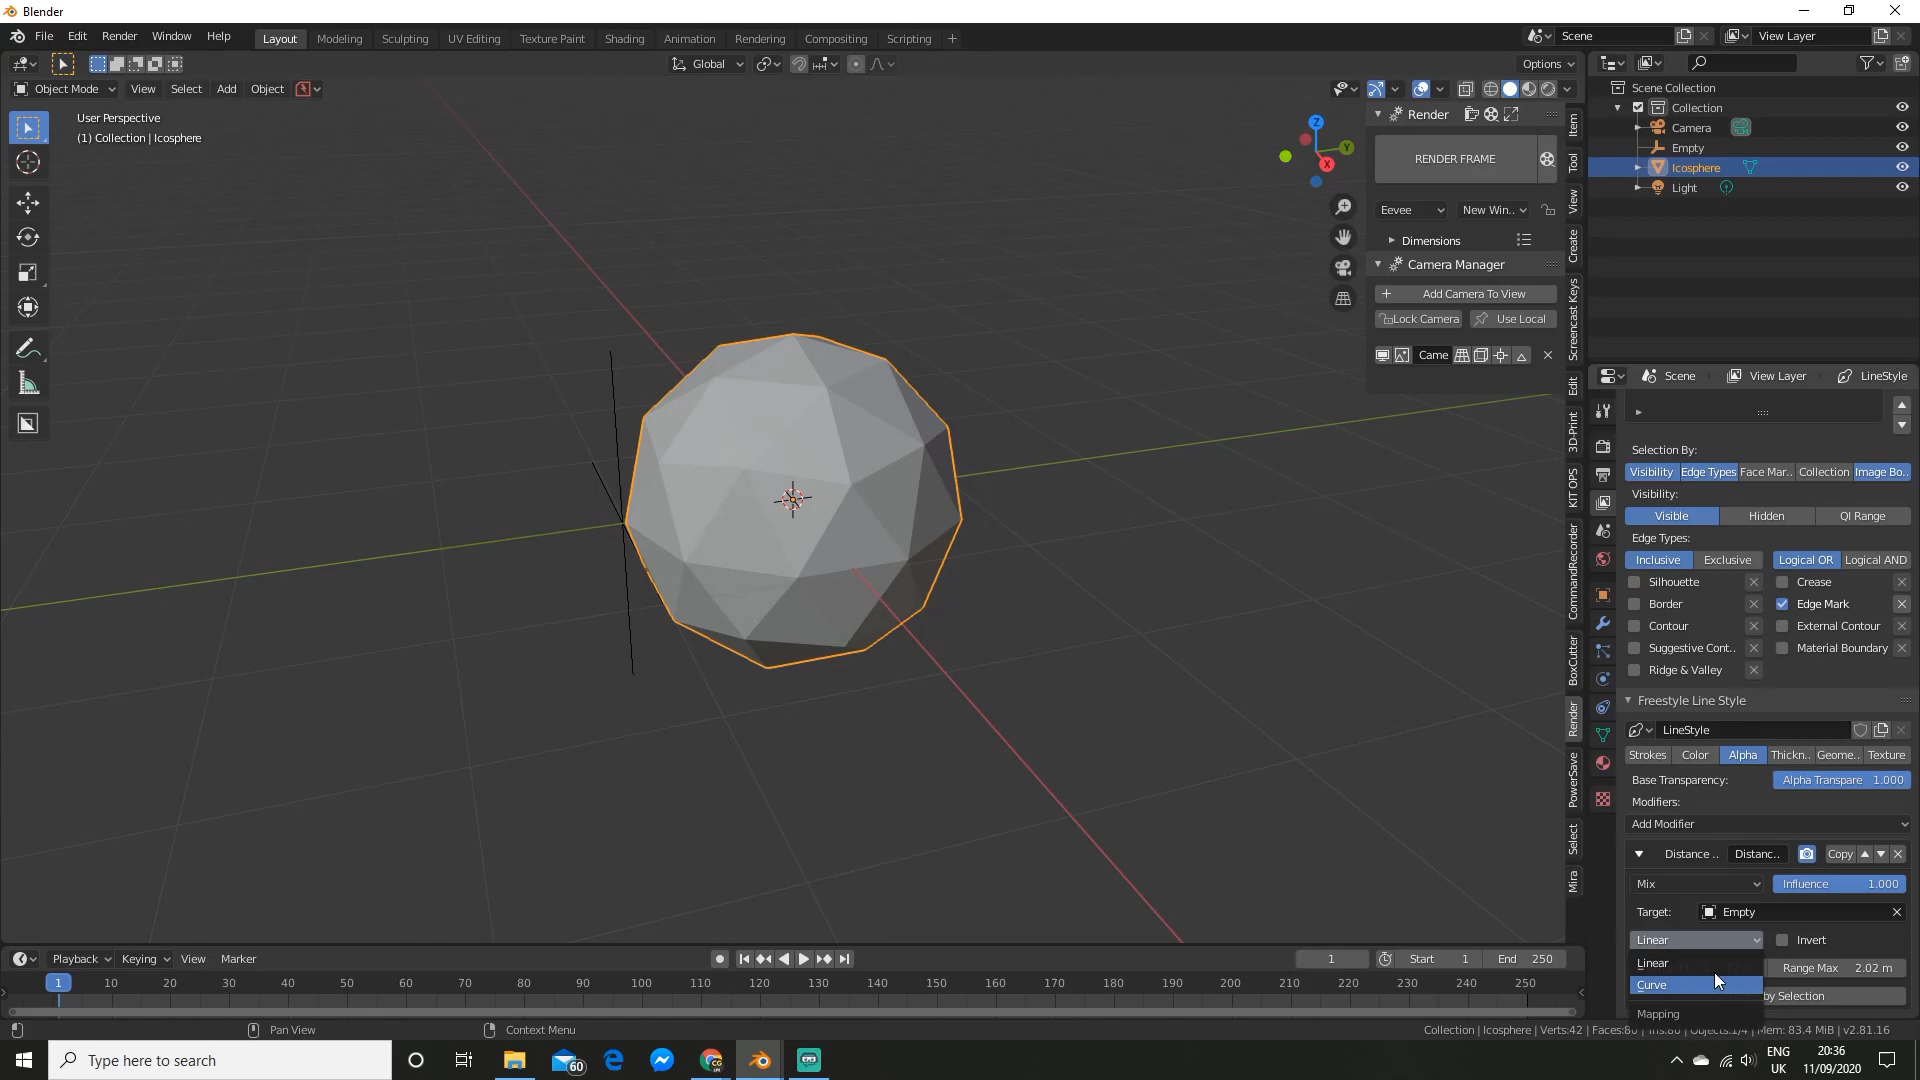 Blender
File Edit Render Window Help
Layout Modeling Sculpting UV Editing Texture Paint Shading Animation Rendering Compositing Scripting +
Scene
View Layer
Global
Options
Object Mode View Select Add Object
User Perspective
(1) Collection | Icosphere
Z
Y
X
Render
RENDER FRAME
Eevee New Win..
Dimensions
Camera Manager
Add Camera To View
Lock Camera Use Local
Came
Item
Tool
View
Create
Screencast Keys
Edit
3D-Print
KIT OPS
CommandRecorder
BoxCutter
Render
PowerSave
Select
Mira
Scene Collection
Collection
Camera
Empty
Icosphere
Light
Scene View Layer LineStyle
Selection By:
Visibility Edge Types Face Mar.. Collection Image Bo..
Visibility:
Visible Hidden QI Range
Edge Types:
Inclusive Exclusive Logical OR Logical AND
Silhouette Crease
Border Edge Mark
Contour External Contour
Suggestive Cont.. Material Boundary
Ridge & Valley
Freestyle Line Style
LineStyle
Strokes Color Alpha Thickn.. Geome.. Texture
Base Transparency: Alpha Transpare 1.000
Modifiers:
Add Modifier
Distance .. Distanc.. Copy
Mix Influence 1.000
Target: Empty
Linear Invert
Linear Range Max 2.02 m
Curve by Selection
Mapping
Playback Keying View Marker
1 Start 1 End 250
1 10 20 30 40 50 60 70 80 90 100 110 120 130 140 150 160 170 180 190 200 210 220 230 240 250
Pan View Context Menu
Collection | Icosphere | Verts:42 | Faces:80 | Tris:80 | Objects:1/4 | Mem: 83.4 MiB | v2.81.16
Type here to search
60
ENG
UK
20:36
11/09/2020